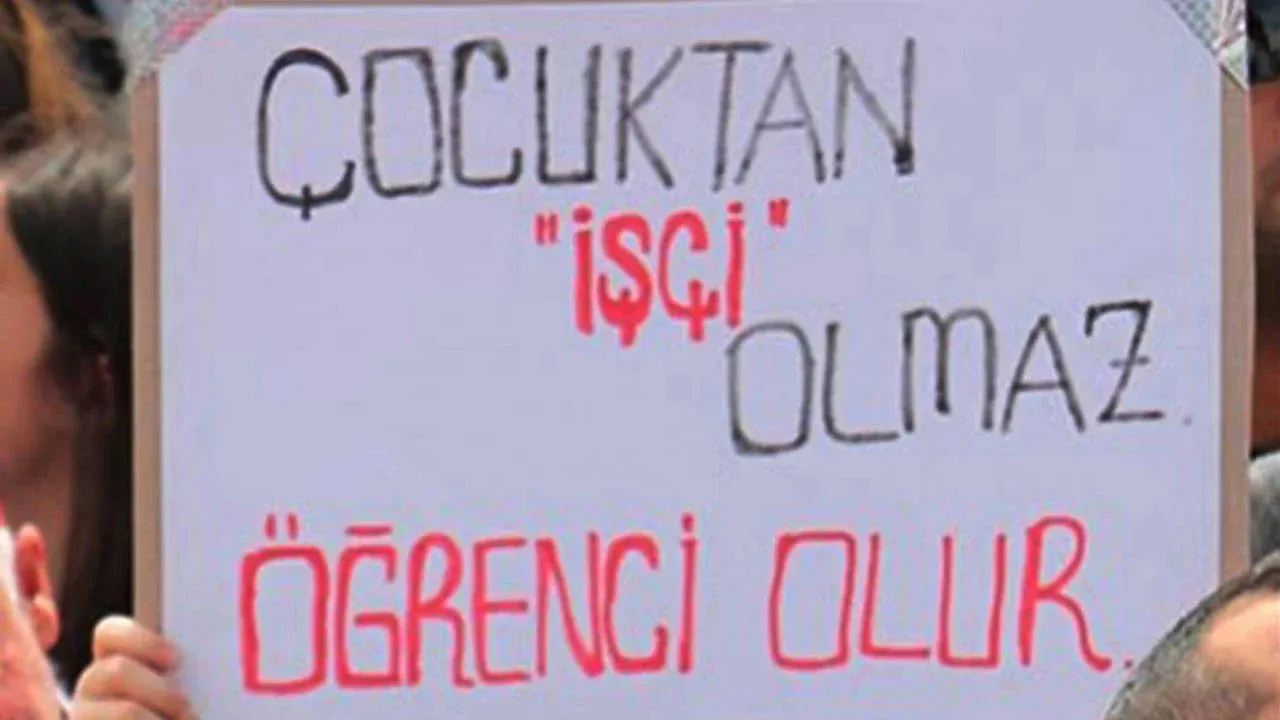 ÇOCUKTAN
"İŞÇİ"
OLMAZ.
ÖĞRENCİ OLUR.